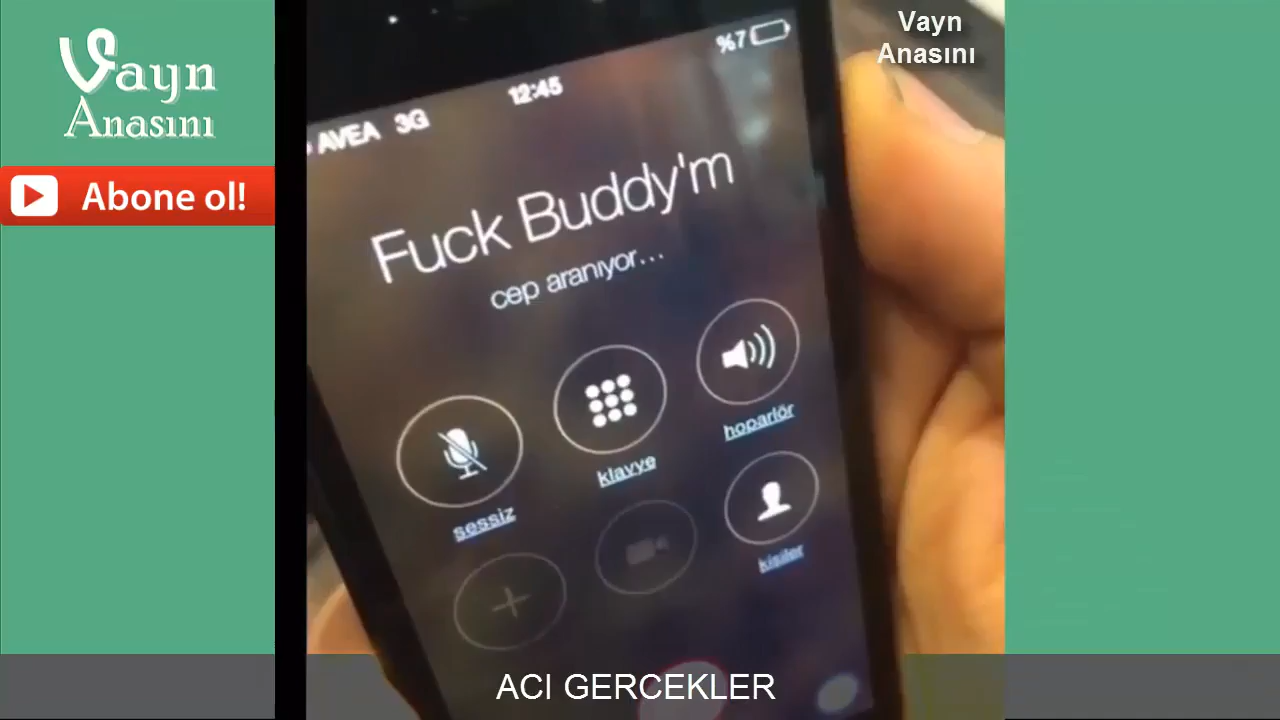 Vayn
Anasını
Abone ol!
Vayn
Anasını
%7
12:45
AVEA 3G
Fuck Buddy'm
cep aranıyor...
sessiz
klavye
hoparlör
kişiler
ACI GERCEKLER